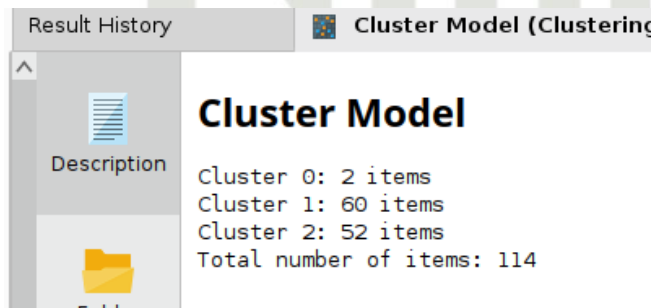 Result History
Cluster Model (Clustering
Description
Cluster Model
Cluster 0: 2 items
Cluster 1: 60 items
Cluster 2: 52 items
Total number of items: 114